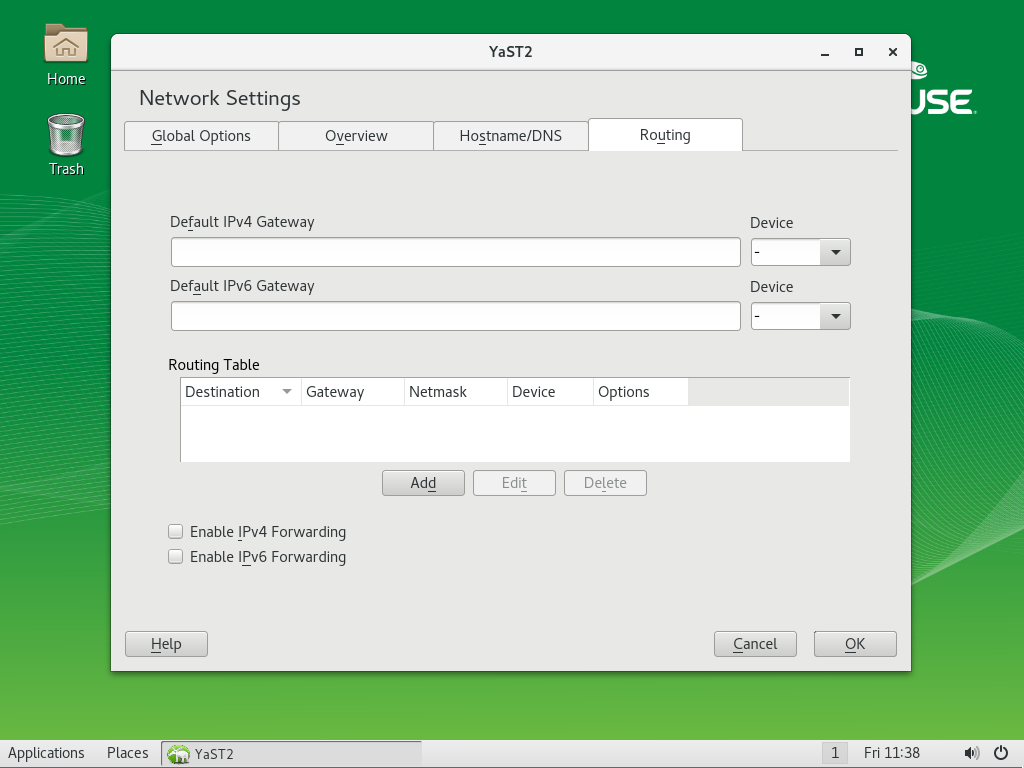 YaST2
Home
USE
Network Settings
Global Options Overview Hostname/DNS Routing
Trash
Default IPv4 Gateway Device
-
Default IPv6 Gateway Device
-
Routing Table
Destination Gateway Netmask Device Options
Add Edit Delete
Enable IPv4 Forwarding
Enable IPv6 Forwarding
Help Cancel OK
Applications Places YaST2 1 Fri 11:38